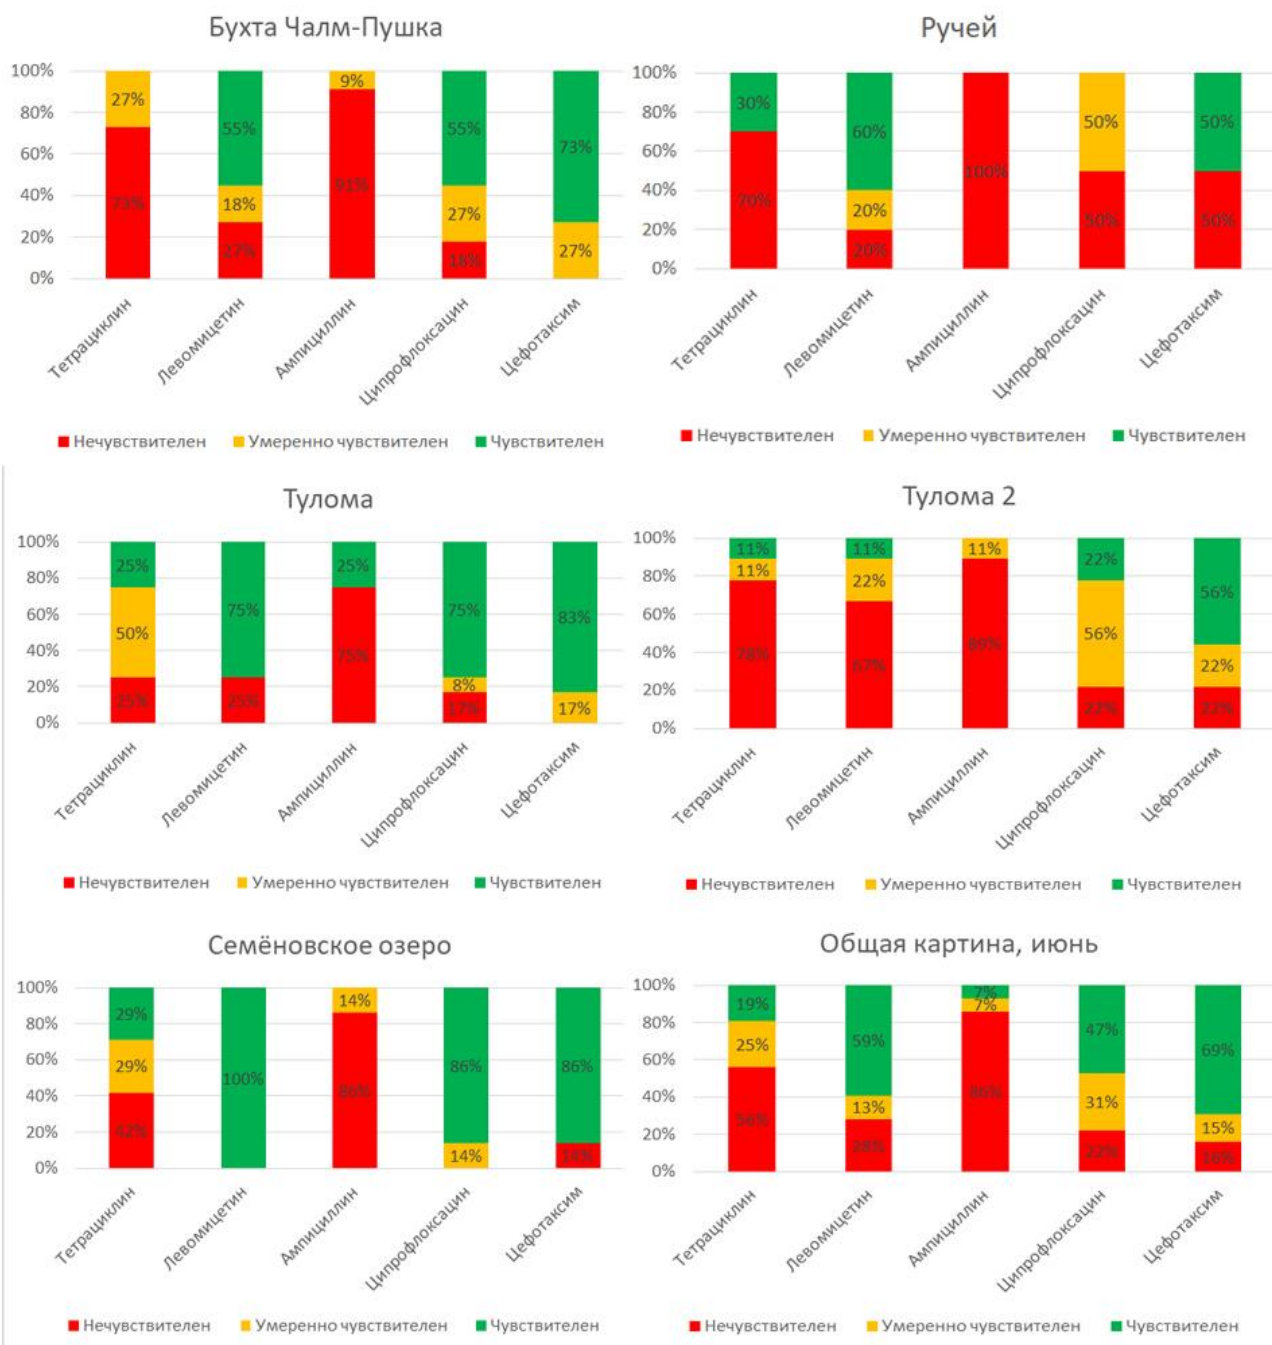 Бухта Чалм-Пушка
100%
80%
60%
40%
20%
0%
27%
73%
55%
18%
27%
9%
91%
55%
27%
18%
73%
27%
Тетрациклин
Левомицетин
Ампициллин
Ципрофлоксацин
Цефотаксим
Нечувствителен Умеренно чувствителен Чувствителен
Ручей
100%
80%
60%
40%
20%
0%
30%
70%
60%
20%
20%
100%
50%
50%
50%
50%
Тетрациклин
Левомицетин
Ампициллин
Ципрофлоксацин
Цефотаксим
Нечувствителен Умеренно чувствителен Чувствителен
Тулома
100%
80%
60%
40%
20%
0%
25%
50%
25%
75%
25%
25%
75%
75%
8%
17%
83%
17%
Тетрациклин
Левомицетин
Ампициллин
Ципрофлоксацин
Цефотаксим
Нечувствителен Умеренно чувствителен Чувствителен
Тулома 2
100%
80%
60%
40%
20%
0%
11%
11%
78%
11%
22%
67%
11%
89%
22%
56%
22%
56%
22%
22%
Тетрациклин
Левомицетин
Ампициллин
Ципрофлоксацин
Цефотаксим
Нечувствителен Умеренно чувствителен Чувствителен
Семёновское озеро
100%
80%
60%
40%
20%
0%
29%
29%
42%
100%
14%
86%
86%
14%
86%
14%
Тетрациклин
Левомицетин
Ампициллин
Ципрофлоксацин
Цефотаксим
Нечувствителен Умеренно чувствителен Чувствителен
Общая картина, июнь
100%
80%
60%
40%
20%
0%
19%
25%
56%
59%
13%
28%
7%
7%
86%
47%
31%
22%
69%
15%
16%
Тетрациклин
Левомицетин
Ампициллин
Ципрофлоксацин
Цефотаксим
Нечувствителен Умеренно чувствителен Чувствителен